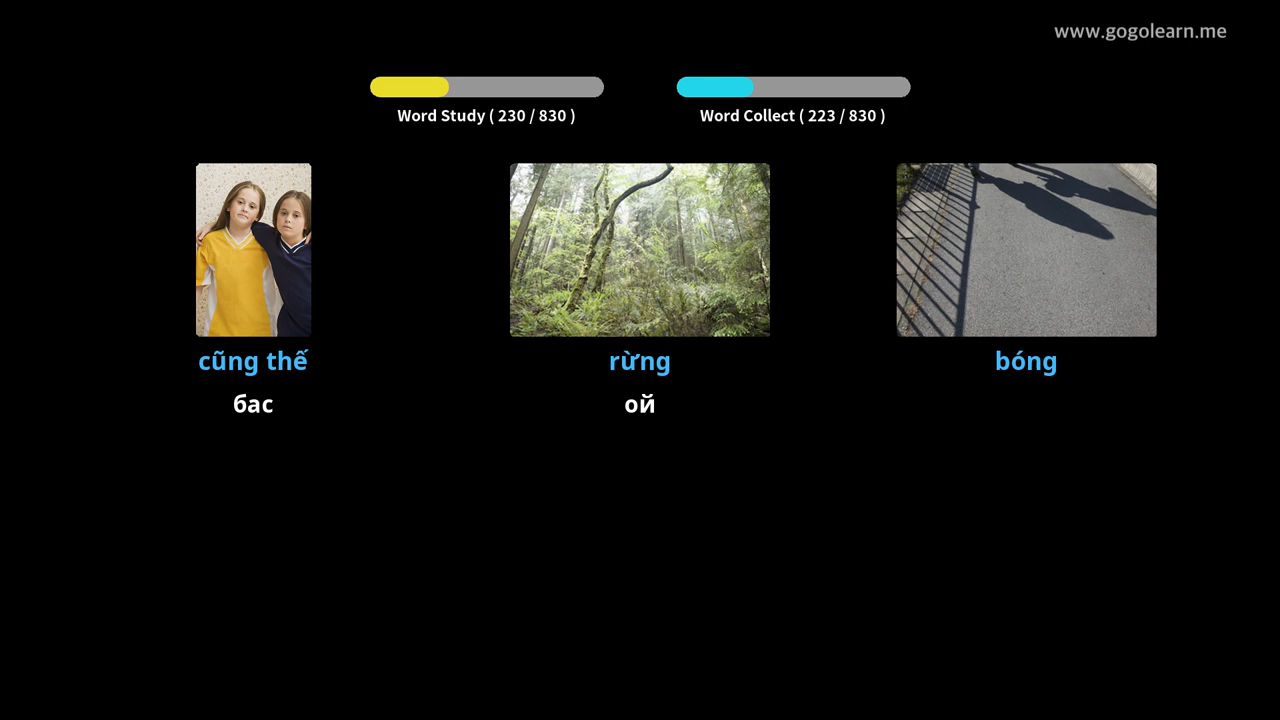 www.gogolearn.me
Word Study ( 230 / 830 )
Word Collect ( 223 / 830 )
cũng thế
rừng
bóng
бас
ой